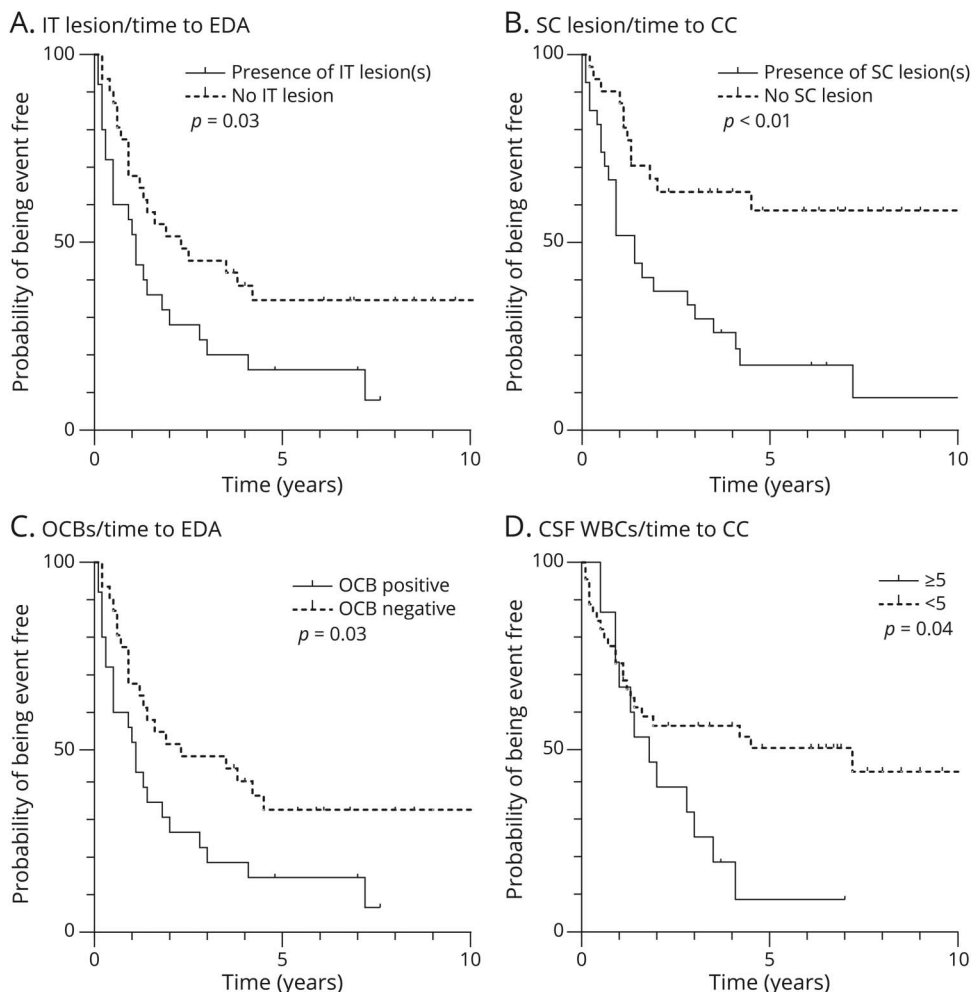 A. IT lesion/time to EDA
Probability of being event free
100
50
0
Presence of IT lesion(s)
No IT lesion
p = 0.03
0 5 10
Time (years)
B. SC lesion/time to CC
Probability of being event free
100
50
0
Presence of SC lesion(s)
No SC lesion
p < 0.01
0 5 10
Time (years)
C. OCBs/time to EDA
Probability of being event free
100
50
0
OCB positive
OCB negative
p = 0.03
0 5 10
Time (years)
D. CSF WBCs/time to CC
Probability of being event free
100
50
0
≥5
<5
p = 0.04
0 5 10
Time (years)